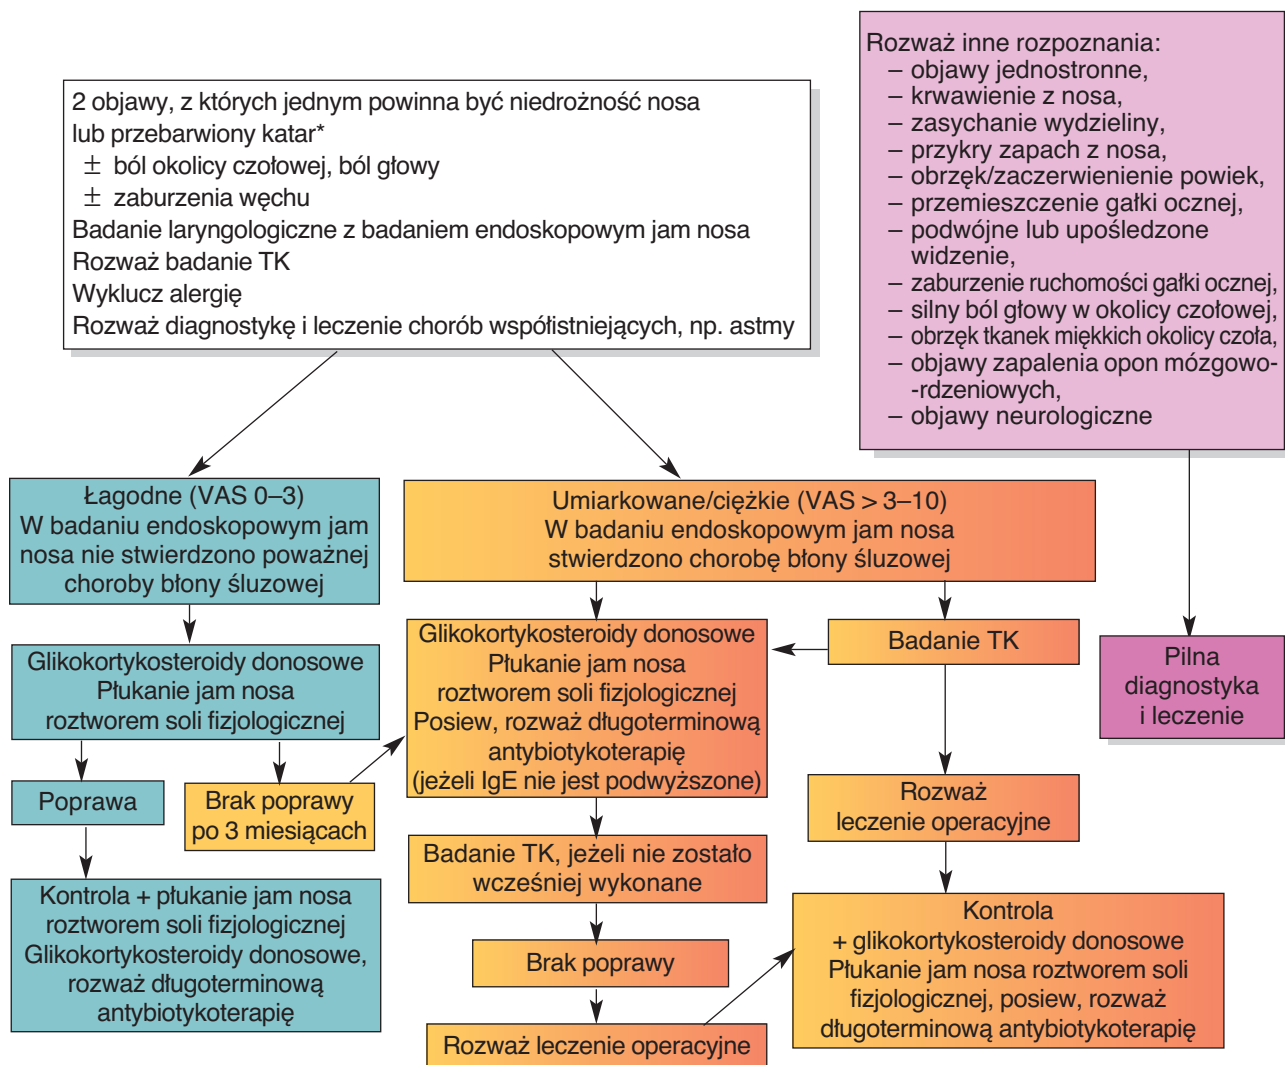 2 objawy, z których jednym powinna być niedrożność nosa
lub przebarwiony katar*
± ból okolicy czołowej, ból głowy
± zaburzenia węchu
Badanie laryngologiczne z badaniem endoskopowym jam nosa
Rozważ badanie TK
Wyklucz alergię
Rozważ diagnostykę i leczenie chorób współistniejących, np. astmy
Rozważ inne rozpoznania:
– objawy jednostronne,
– krwawienie z nosa,
– zasychanie wydzieliny,
– przykry zapach z nosa,
– obrzęk/zaczerwienienie powiek,
– przemieszczenie gałki ocznej,
– podwójne lub upośledzone
widzenie,
– zaburzenie ruchomości gałki ocznej,
– silny ból głowy w okolicy czołowej,
– obrzęk tkanek miękkich okolicy czoła,
– objawy zapalenia opon mózgowo-
-rdzeniowych,
– objawy neurologiczne
Łagodne (VAS 0–3)
W badaniu endoskopowym jam
nosa nie stwierdzono poważnej
choroby błony śluzowej
Umiarkowane/ciężkie (VAS > 3–10)
W badaniu endoskopowym jam nosa
stwierdzono chorobę błony śluzowej
Glikokortykosteroidy donosowe
Płukanie jam nosa
roztworem soli fizjologicznej
Glikokortykosteroidy donosowe
Płukanie jam nosa
roztworem soli fizjologicznej
Posiew, rozważ długoterminową
antybiotykoterapię
(jeżeli IgE nie jest podwyższone)
Badanie TK
Pilna
diagnostyka
i leczenie
Poprawa
Brak poprawy
po 3 miesiącach
Rozważ
leczenie operacyjne
Badanie TK, jeżeli nie zostało
wcześniej wykonane
Kontrola + płukanie jam nosa
roztworem soli fizjologicznej
Glikokortykosteroidy donosowe,
rozważ długoterminową
antybiotykoterapię
Brak poprawy
Kontrola
+ glikokortykosteroidy donosowe
Płukanie jam nosa roztworem soli
fizjologicznej, posiew, rozważ
długoterminową antybiotykoterapię
Rozważ leczenie operacyjne